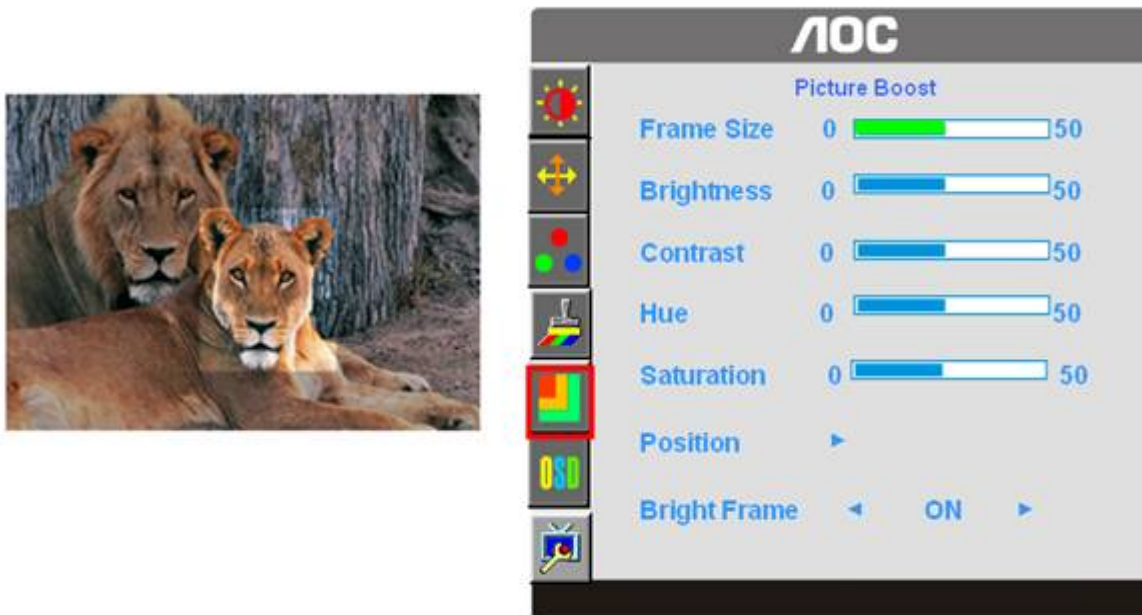 AOC
Picture Boost
Frame Size 0 50
Brightness 0 50
Contrast 0 50
Hue 0 50
Saturation 0 50
Position
OSD
Bright Frame ON